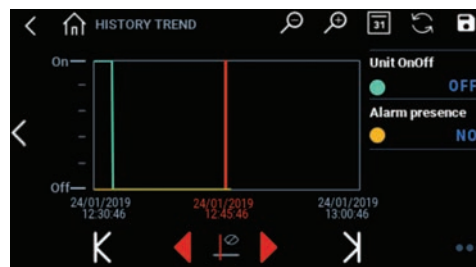 HISTORY TREND
31
On
Unit OnOff
OFF
Alarm presence
NO
Off
24/01/2019 24/01/2019 24/01/2019
12:30:46 12:45:46 13:00:46